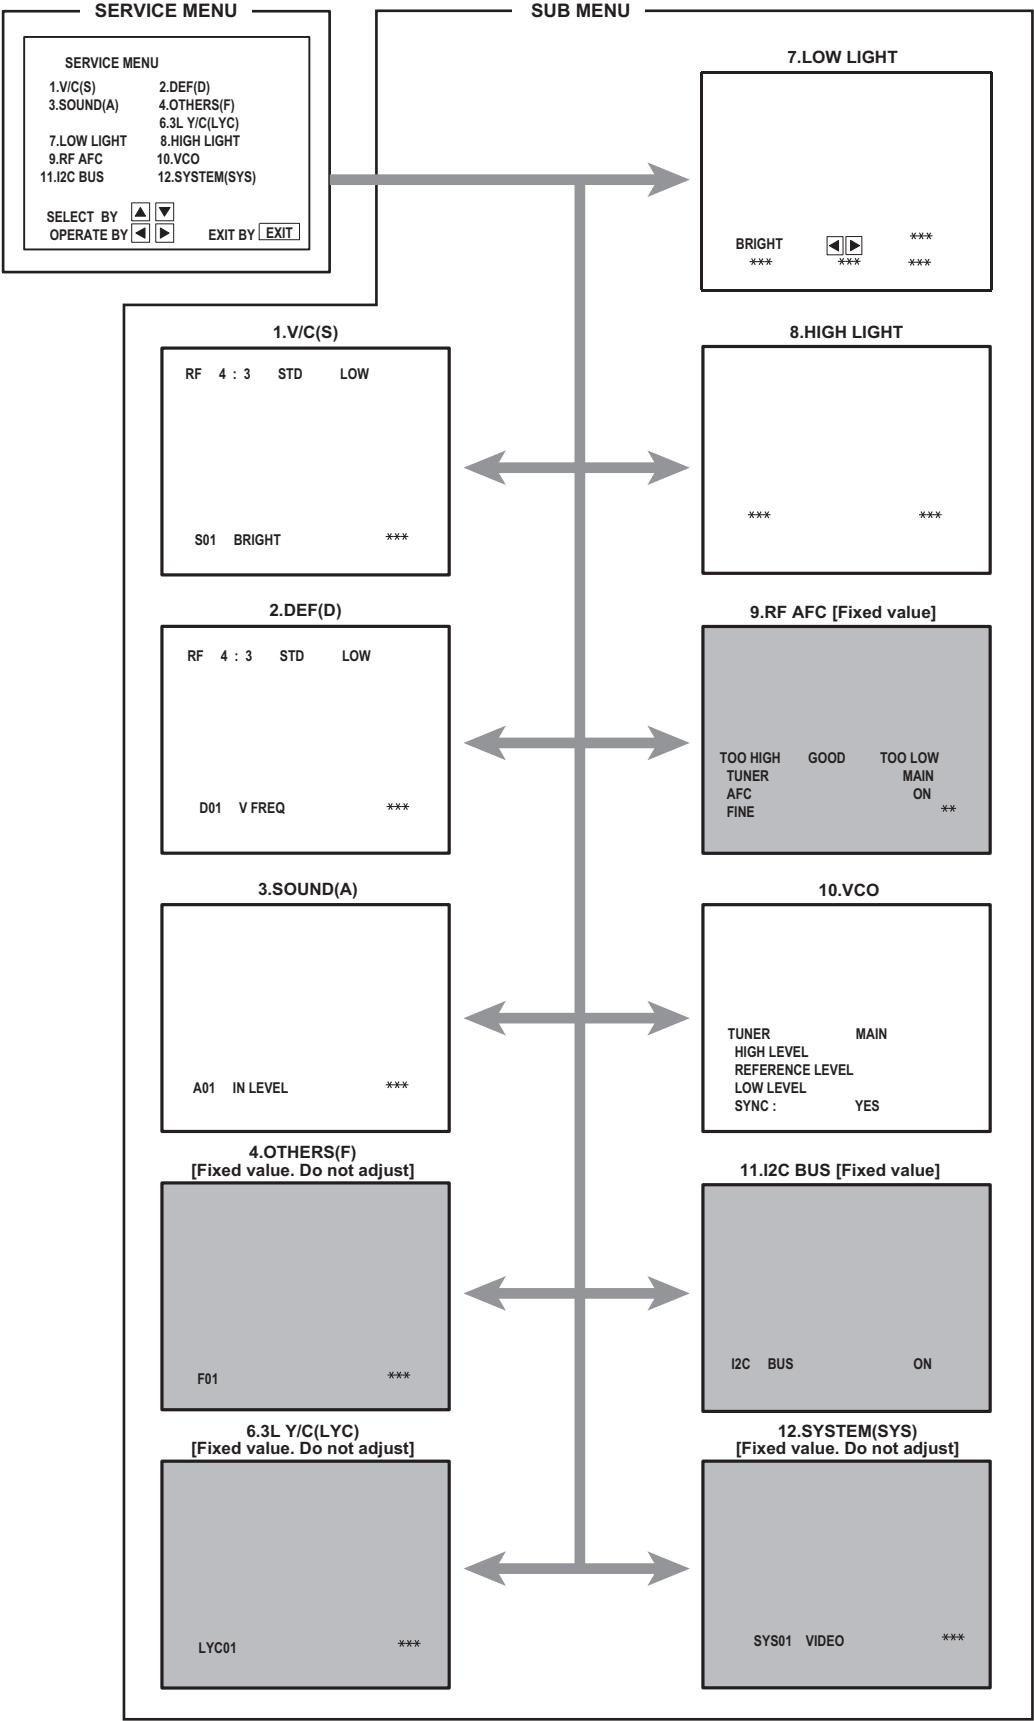 SERVICE MENU
SUB MENU
SERVICE MENU
1.V/C(S) 2.DEF(D)
3.SOUND(A) 4.OTHERS(F)
6.3L Y/C(LYC)
7.LOW LIGHT 8.HIGH LIGHT
9.RF AFC 10.VCO
11.I2C BUS 12.SYSTEM(SYS)
SELECT BY ▲ ▼
OPERATE BY ◀ ▶ EXIT BY EXIT
7.LOW LIGHT
***
BRIGHT ◀ ▶
*** *** ***
1.V/C(S)
RF 4 : 3 STD LOW
S01 BRIGHT ***
8.HIGH LIGHT
*** ***
2.DEF(D)
RF 4 : 3 STD LOW
D01 V FREQ ***
9.RF AFC [Fixed value]
TOO HIGH GOOD TOO LOW
TUNER MAIN
AFC ON
FINE **
3.SOUND(A)
A01 IN LEVEL ***
10.VCO
TUNER MAIN
HIGH LEVEL
REFERENCE LEVEL
LOW LEVEL
SYNC : YES
4.OTHERS(F)
[Fixed value. Do not adjust]
F01 ***
11.I2C BUS [Fixed value]
I2C BUS ON
6.3L Y/C(LYC)
[Fixed value. Do not adjust]
LYC01 ***
12.SYSTEM(SYS)
[Fixed value. Do not adjust]
SYS01 VIDEO ***